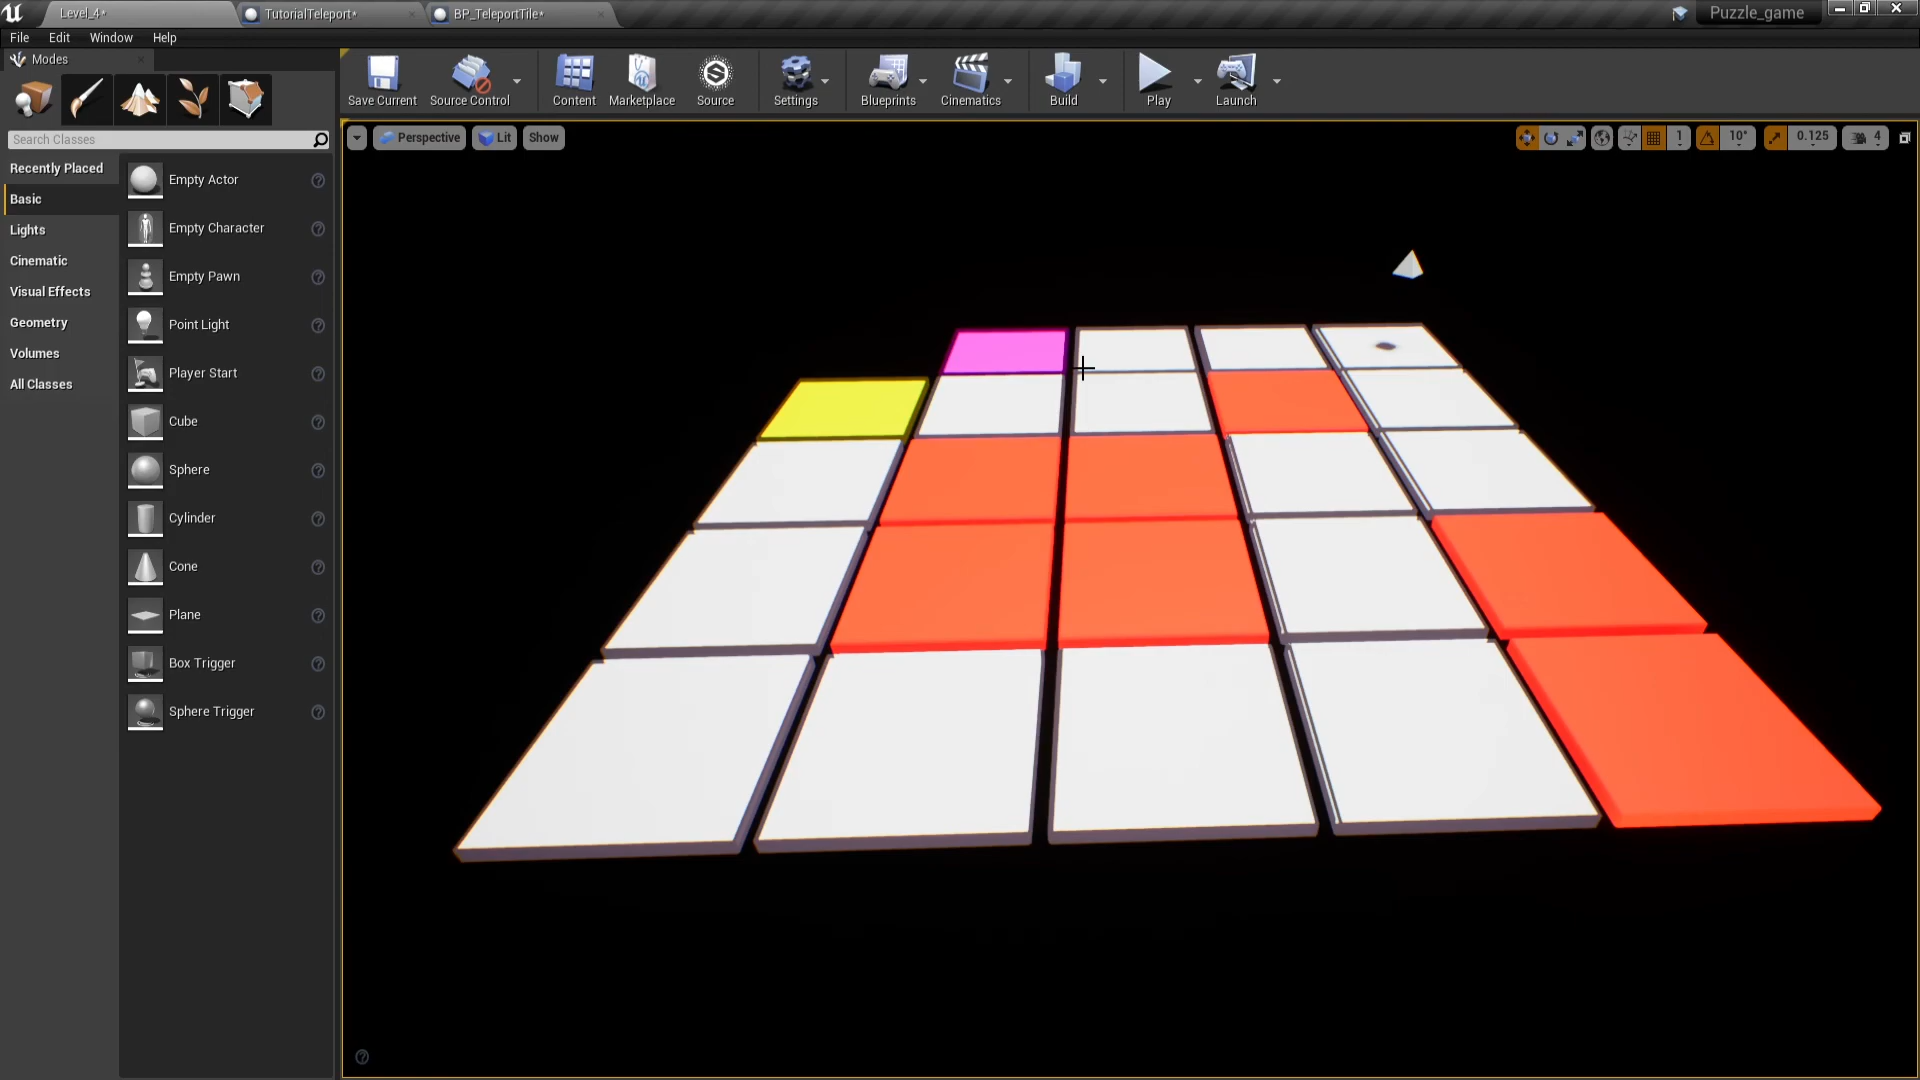 Level_4*
TutorialTeleport*
BP_TeleportTile*
Puzzle_game
File
Edit
Window
Help
Modes
Save Current
Source Control
Content
Marketplace
Source
Settings
Blueprints
Cinematics
Build
Play
Launch
Search Classes
Perspective
Lit
Show
1
10°
0.125
4
Recently Placed
Basic
Lights
Cinematic
Visual Effects
Geometry
Volumes
All Classes
Empty Actor
Empty Character
Empty Pawn
Point Light
Player Start
Cube
Sphere
Cylinder
Cone
Plane
Box Trigger
Sphere Trigger